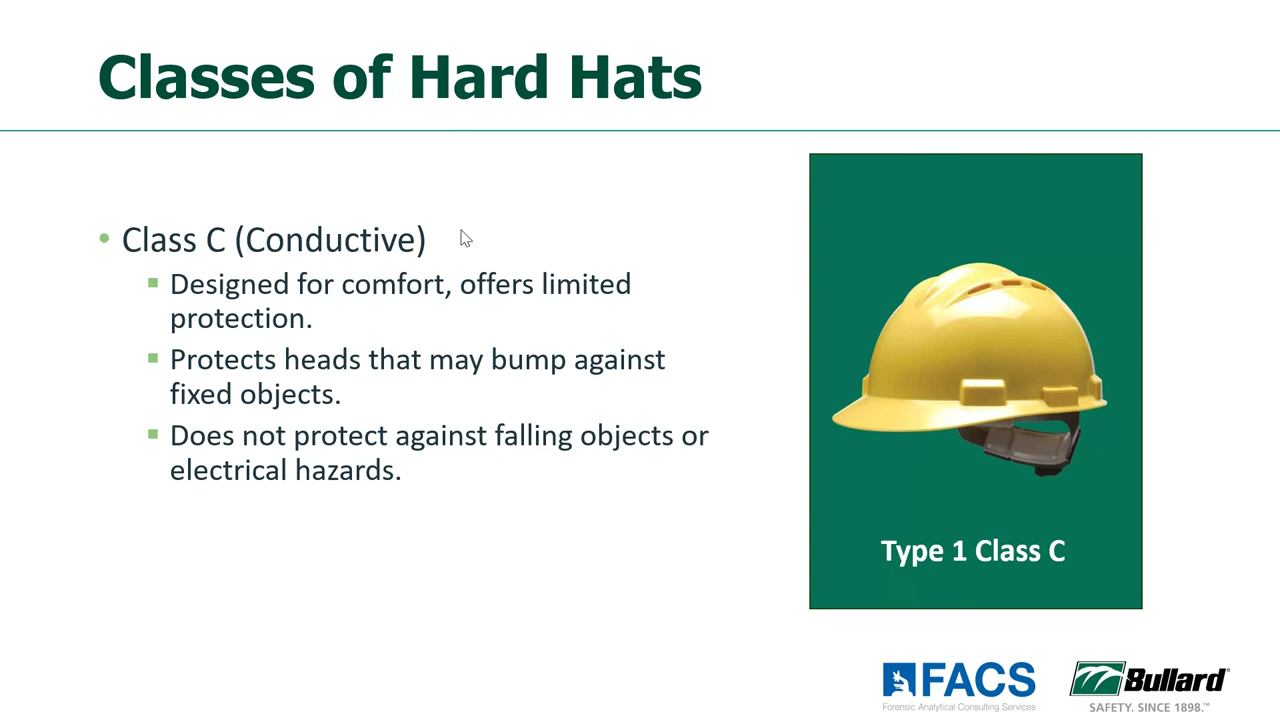 Classes of Hard Hats
• Class C (Conductive)
▪ Designed for comfort, offers limited
protection.
▪ Protects heads that may bump against
fixed objects.
▪ Does not protect against falling objects or
electrical hazards.
Type 1 Class C
FACS
Forensic Analytical Consulting Services
Bullard®
SAFETY. SINCE 1898.™